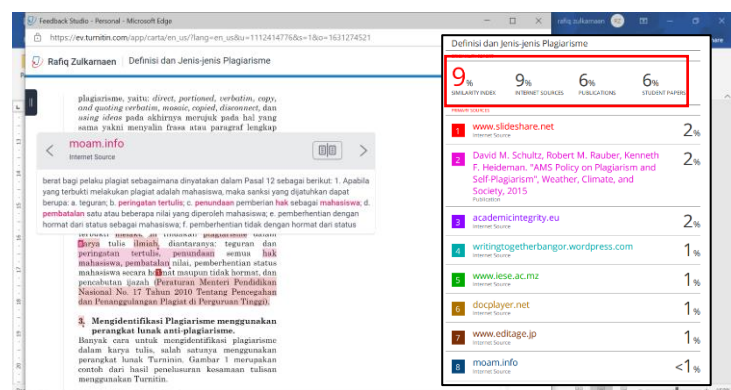 Feedback Studio - Personal - Microsoft Edge
rafiq zulkarnaen
https://ev.turnitin.com/app/carta/en_us/?lang=en_us&u=1112414776&s=1&o=1631274521
Rafiq Zulkarnaen
Definisi dan Jenis-jenis Plagiarisme
plagiarisme, yaitu: direct, portioned, verbatim, copy,
and quoting verbatim, mosaic, copied, disconnect, dan
using ideas pada akhirnya merujuk pada hal yang
sama yakni menyalin frasa atau paragraf lengkap
moam.info
Internet Source
berat bagi pelaku plagiat sebagaimana dinyatakan dalam Pasal 12 sebagai berikut: 1. Apabila
yang terbukti melakukan plagiat adalah mahasiswa, maka sanksi yang dijatuhkan dapat
berupa: a. teguran; b. peringatan tertulis; c. penundaan pemberian hak sebagai mahasiswa; d.
pembatalan satu atau beberapa nilai yang diperoleh mahasiswa; e. pemberhentian dengan
hormat dari status sebagai mahasiswa; f. pemberhentian tidak dengan hormat dari status
karya tulis ilmiah, diantaranya: teguran dan
peringatan tertulis, penundaan semua hak
mahasiswa, pembatalan nilai, pemberhentian status
mahasiswa secara hormat maupun tidak hormat, dan
pencabutan ijazah (Peraturan Menteri Pendidikan
Nasional No. 17 Tahun 2010 Tentang Pencegahan
dan Penanggulangan Plagiat di Perguruan Tinggi).
3. Mengidentifikasi Plagiarisme menggunakan
perangkat lunak anti-plagiarisme.
Banyak cara untuk mengidentifikasi plagiarisme
dalam karya tulis, salah satunya menggunakan
perangkat lunak Turninin. Gambar 1 merupakan
contoh dari hasil penelusuran kesamaan tulisan
menggunakan Turnitin.
Definisi dan Jenis-jenis Plagiarisme
9%
SIMILARITY INDEX
9%
INTERNET SOURCES
6%
PUBLICATIONS
6%
STUDENT PAPERS
PRIMARY SOURCES
1 www.slideshare.net 2%
Internet Source
2 David M. Schultz, Robert M. Rauber, Kenneth 2%
F. Heideman. "AMS Policy on Plagiarism and
Self-Plagiarism", Weather, Climate, and
Society, 2015
Publication
3 academicintegrity.eu 2%
Internet Source
4 writingtogetherbangor.wordpress.com 1%
Internet Source
5 www.iese.ac.mz 1%
Internet Source
6 docplayer.net 1%
Internet Source
7 www.editage.jp 1%
Internet Source
8 moam.info <1%
Internet Source